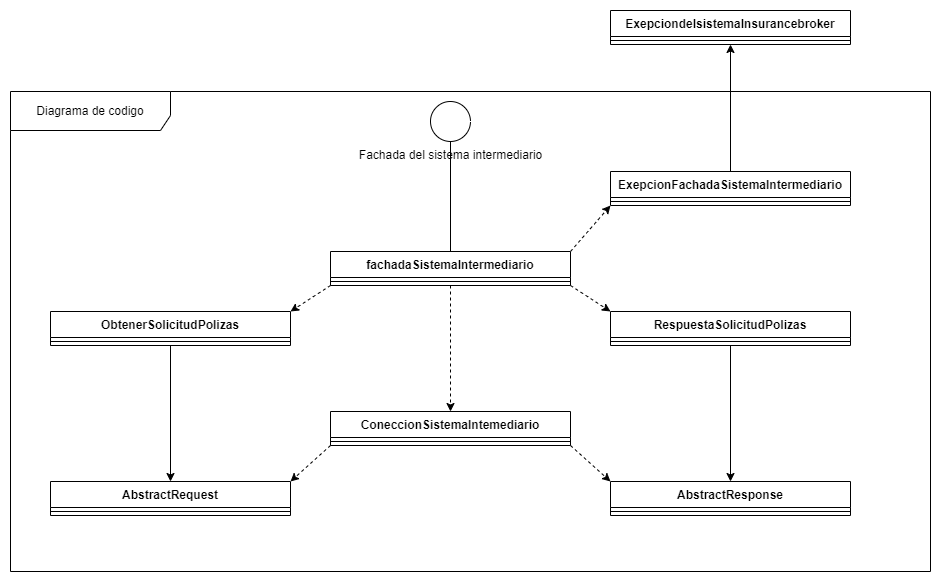 ExepciondelsistemaInsurancebroker
Diagrama de codigo
Fachada del sistema intermediario
ExepcionFachadaSistemaIntermediario
fachadaSistemaIntermediario
ObtenerSolicitudPolizas
RespuestaSolicitudPolizas
ConeccionSistemaIntemediario
AbstractRequest
AbstractResponse